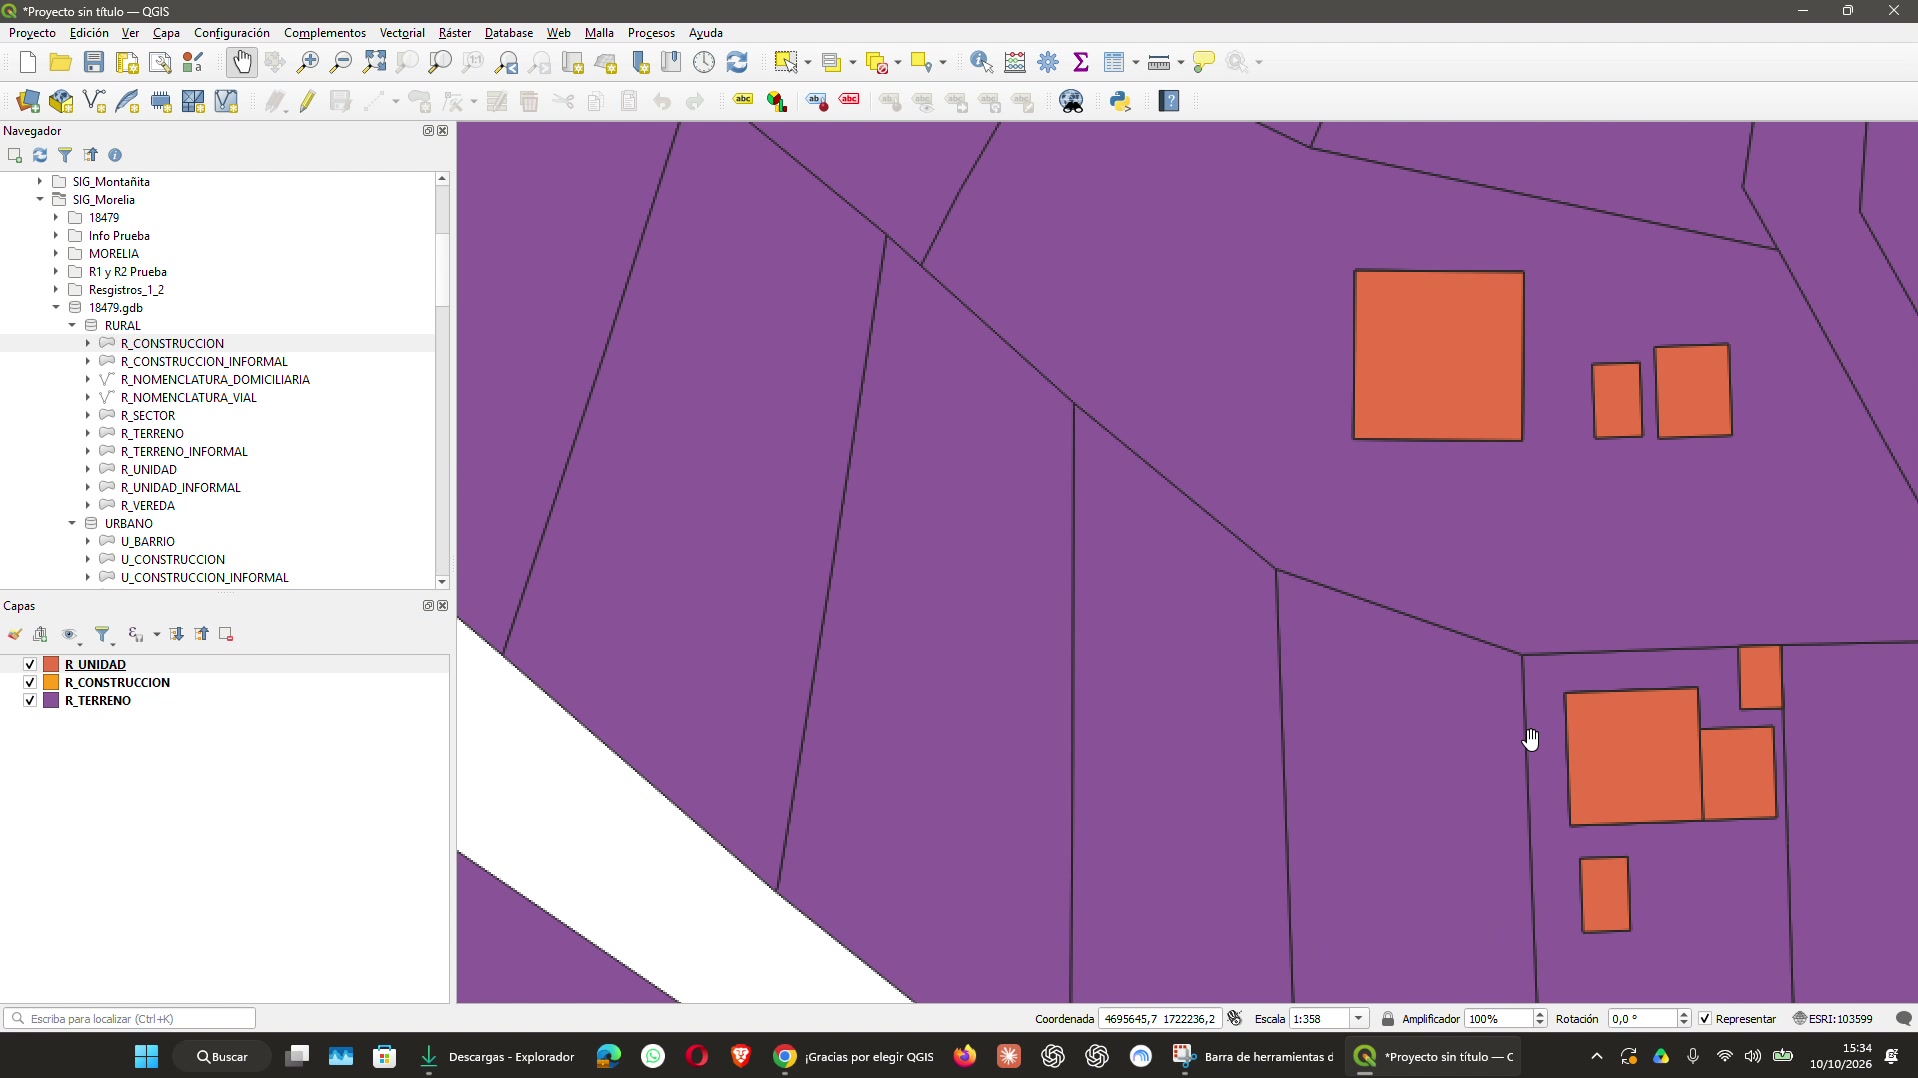 *Proyecto sin título — QGIS
Proyecto Edición Ver Capa Configuración Complementos Vectorial Ráster Database Web Malla Procesos Ayuda
Navegador
SIG_Montañita
SIG_Morelia
18479
Info Prueba
MORELIA
R1 y R2 Prueba
Resgistros_1_2
18479.gdb
RURAL
R_CONSTRUCCION
R_CONSTRUCCION_INFORMAL
R_NOMENCLATURA_DOMICILIARIA
R_NOMENCLATURA_VIAL
R_SECTOR
R_TERRENO
R_TERRENO_INFORMAL
R_UNIDAD
R_UNIDAD_INFORMAL
R_VEREDA
URBANO
U_BARRIO
U_CONSTRUCCION
U_CONSTRUCCION_INFORMAL
Capas
R_UNIDAD
R_CONSTRUCCION
R_TERRENO
Escriba para localizar (Ctrl+K)
Coordenada 4695645,7 1722236,2 Escala 1:358 Amplificador 100% Rotación 0,0 ° Representar ESRI:103599
Buscar Descargas - Explorador ¡Gracias por elegir QGIS Barra de herramientas d *Proyecto sin título — C
15:34
10/10/2026